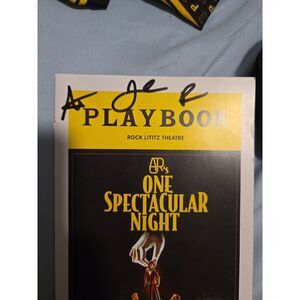 A J R
PLAYBOOK
ROCK LITITZ THEATRE
AJR's
ONE
SPECTACULAR
NIGHT